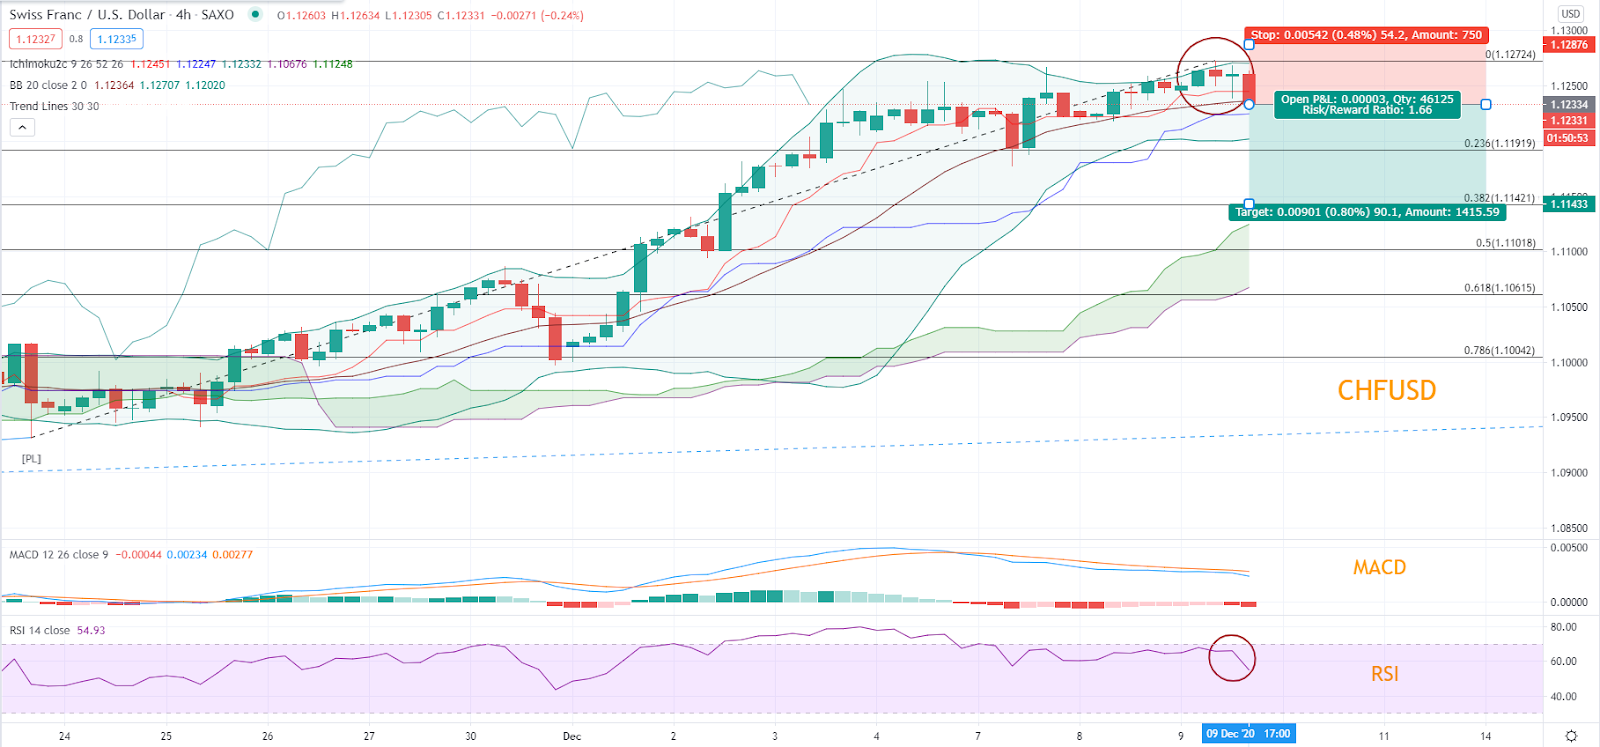 Swiss Franc / U.S. Dollar · 4h · SAXO O1.12603 H1.12634 L1.12305 C1.12331 −0.00271 (−0.24%)
1.12327 0.8 1.12335
Ichimoku2c 9 26 52 26 1.12451 1.12247 1.12332 1.10676 1.11248
BB 20 close 2 0 1.12364 1.12707 1.12020
Trend Lines 30 30
USD
1.13000
Stop: 0.00542 (0.48%) 54.2, Amount: 750
1.12876
0(1.12724)
1.12500
Open P&L: 0.00003, Qty: 46125
Risk/Reward Ratio: 1.66
1.12334
1.12331
01:50:53
0.236(1.11919)
1.11500
0.382(1.11421)
1.11433
Target: 0.00901 (0.80%) 90.1, Amount: 1415.59
0.5(1.11018)
1.11000
0.618(1.10615)
1.10500
0.786(1.10042)
1.10000
CHFUSD
1.09500
[PL]
1.09000
1.08500
MACD 12 26 close 9 −0.00044 0.00234 0.00277
0.00500
MACD
0.00000
RSI 14 close 54.93
80.00
60.00
RSI
40.00
24 25 26 27 30 Dec 2 3 4 7 8 9 09 Dec '20 17:00 11 14